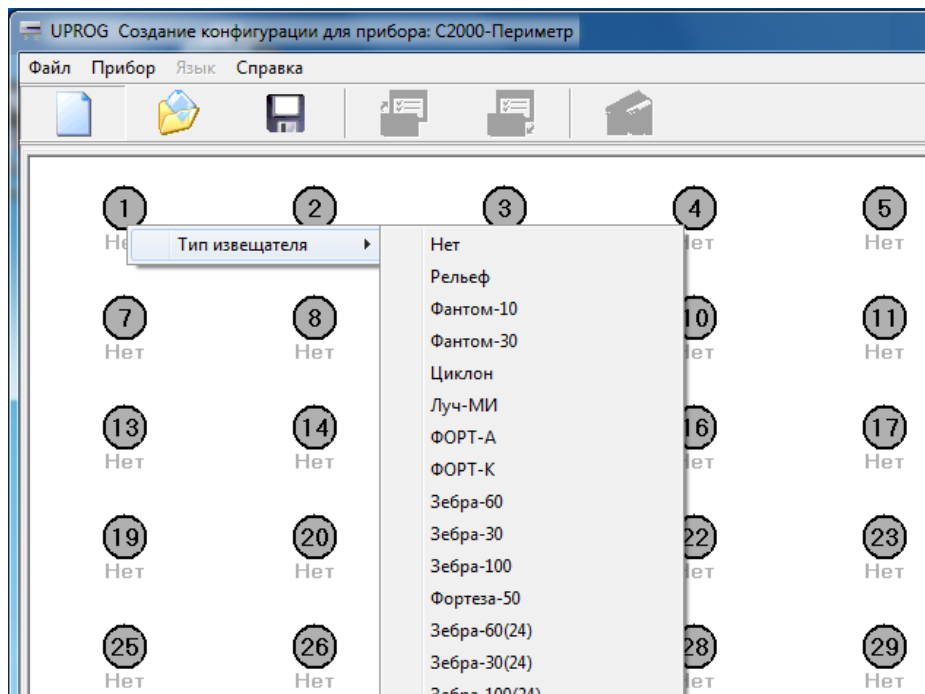 UPROG Создание конфигурации для прибора: С2000-Периметр
Файл Прибор Язык Справка
1 2 3 4 5
Нет
Тип извещателя
Нет
Рельеф
Фантом-10
Фантом-30
Циклон
Луч-МИ
ФОРТ-А
ФОРТ-К
Зебра-60
Зебра-30
Зебра-100
Фортеза-50
Зебра-60(24)
Зебра-30(24)
Зебра-100(24)
7 8 10 11
Нет Нет Нет
13 14 16 17
Нет Нет Нет
19 20 22 23
Нет Нет Нет
25 26 28 29
Нет Нет Нет